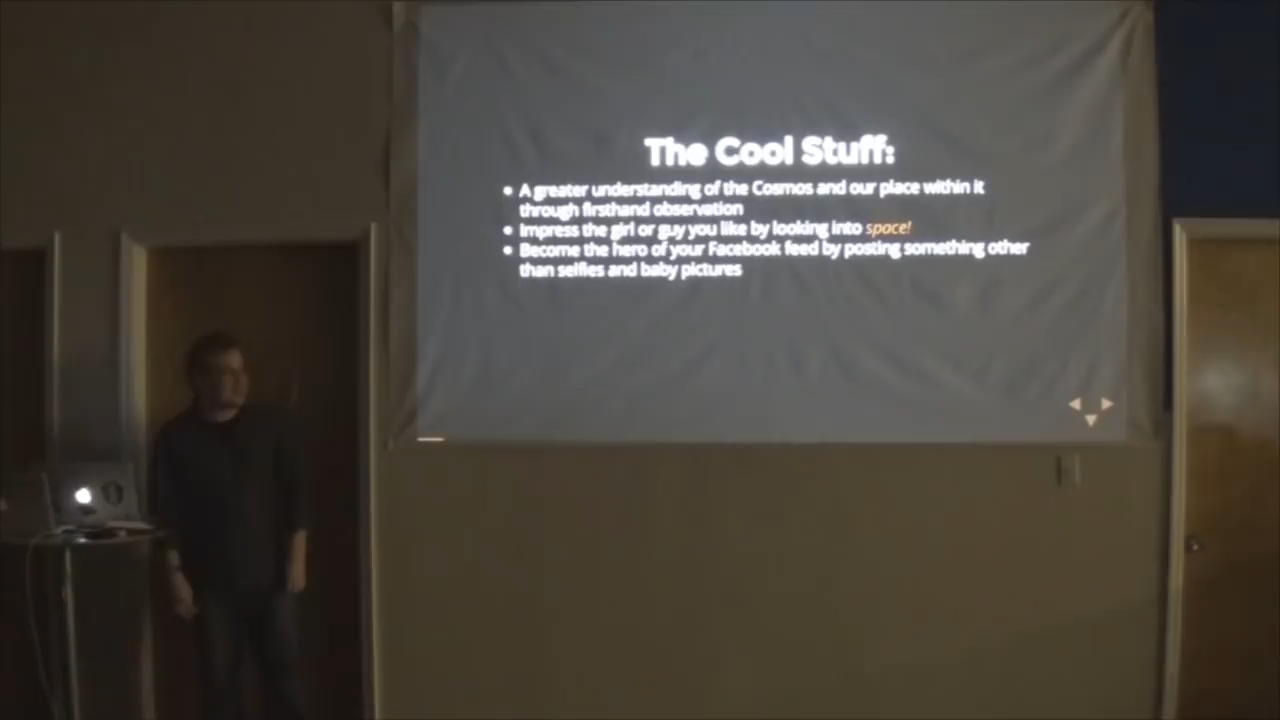 The Cool Stuff:
• A greater understanding of the Cosmos and our place within it
through firsthand observation
• Impress the girl or guy you like by looking into space!
• Become the hero of your Facebook feed by posting something other
than selfies and baby pictures